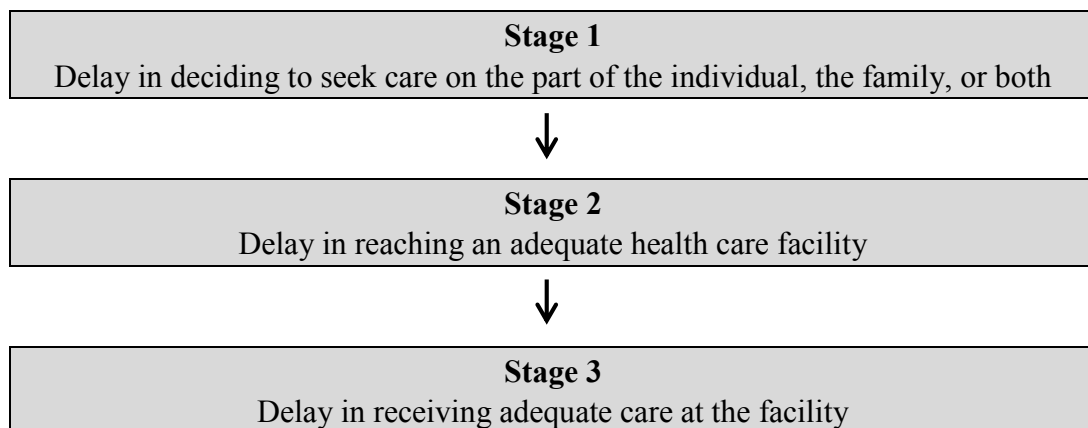 Stage 1
Delay in deciding to seek care on the part of the individual, the family, or both
Stage 2
Delay in reaching an adequate health care facility
Stage 3
Delay in receiving adequate care at the facility